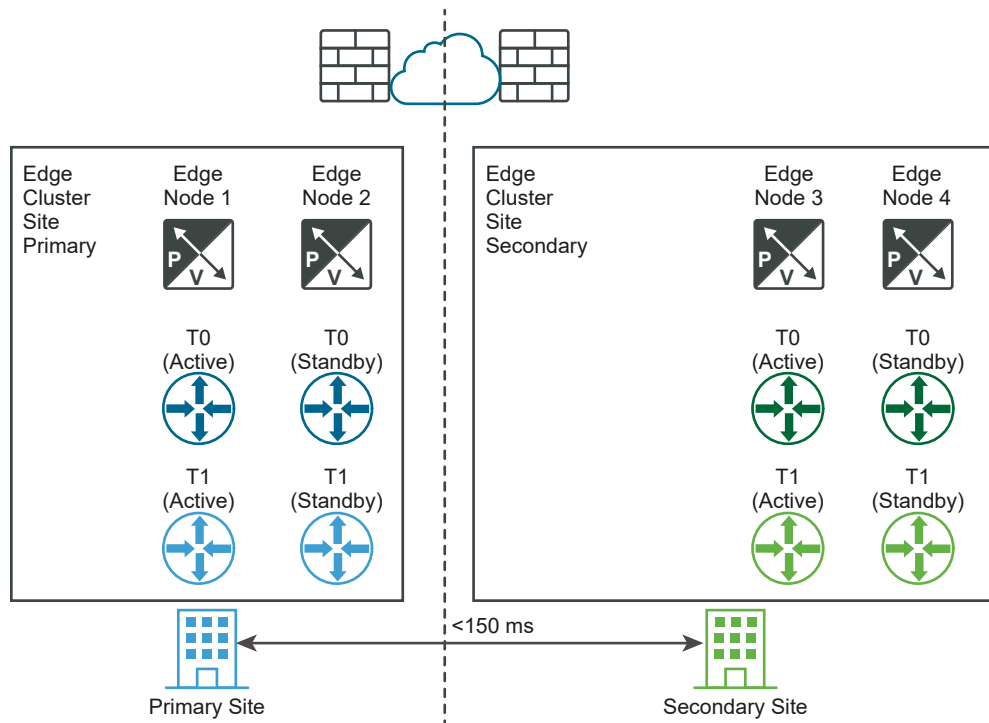 Edge
Cluster
Site
Primary
Edge
Node 1
P
V
Edge
Node 2
P
V
T0
(Active)
T0
(Standby)
T1
(Active)
T1
(Standby)
Edge
Cluster
Site
Secondary
Edge
Node 3
P
V
Edge
Node 4
P
V
T0
(Active)
T0
(Standby)
T1
(Active)
T1
(Standby)
<150 ms
Primary Site
Secondary Site